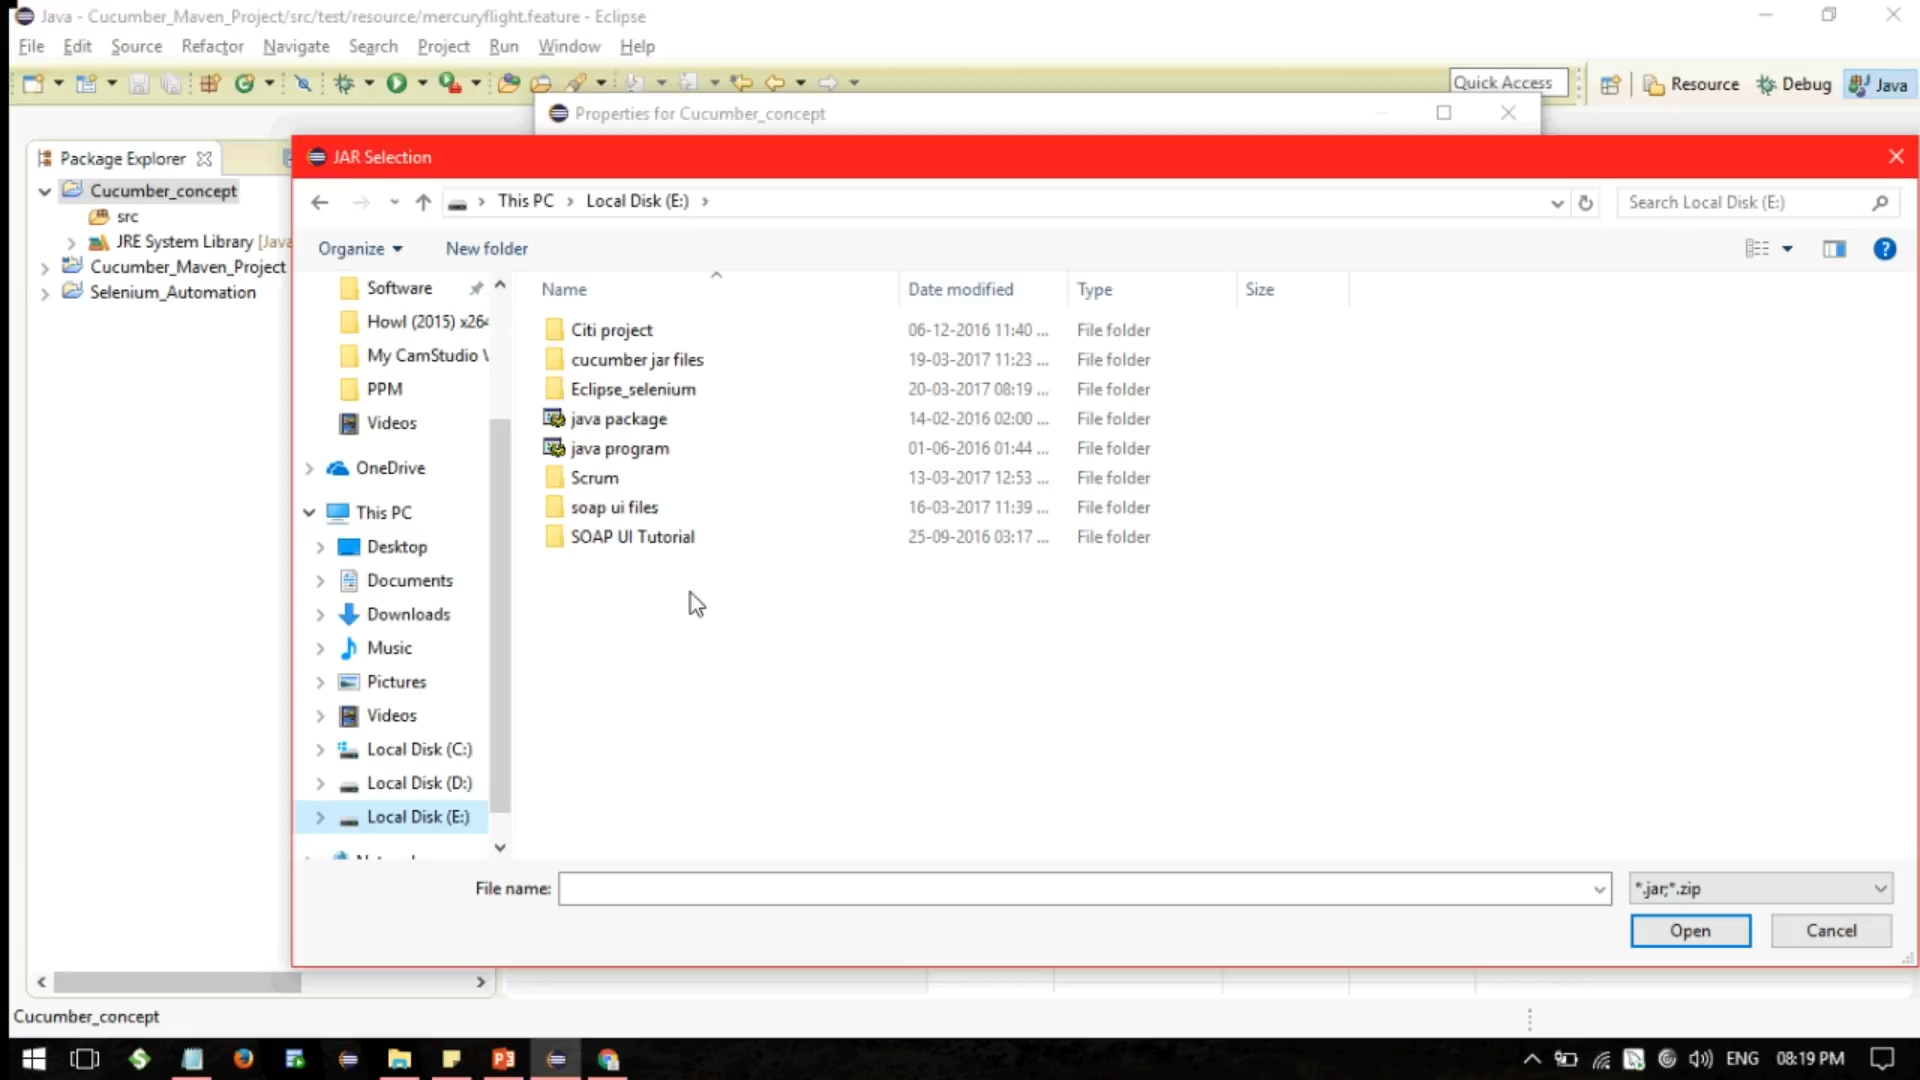 Java - Cucumber_Maven_Project/src/test/resource/mercuryflight.feature - Eclipse
File Edit Source Refactor Navigate Search Project Run Window Help
Quick Access Resource Debug Java
Properties for Cucumber_concept
Package Explorer
JAR Selection
Cucumber_concept
src
JRE System Library [Java
Cucumber_Maven_Project
Selenium_Automation
This PC > Local Disk (E:) >
Search Local Disk (E:)
Organize New folder
Software
Howl (2015) x264
My CamStudio V
PPM
Videos
OneDrive
This PC
Desktop
Documents
Downloads
Music
Pictures
Videos
Local Disk (C:)
Local Disk (D:)
Local Disk (E:)
Name Date modified Type Size
Citi project 06-12-2016 11:40 ... File folder
cucumber jar files 19-03-2017 11:23 ... File folder
Eclipse_selenium 20-03-2017 08:19 ... File folder
java package 14-02-2016 02:00 ... File folder
java program 01-06-2016 01:44 ... File folder
Scrum 13-03-2017 12:53 ... File folder
soap ui files 16-03-2017 11:39 ... File folder
SOAP UI Tutorial 25-09-2016 03:17 ... File folder
File name: *.jar;*.zip
Open Cancel
Cucumber_concept
ENG 08:19 PM